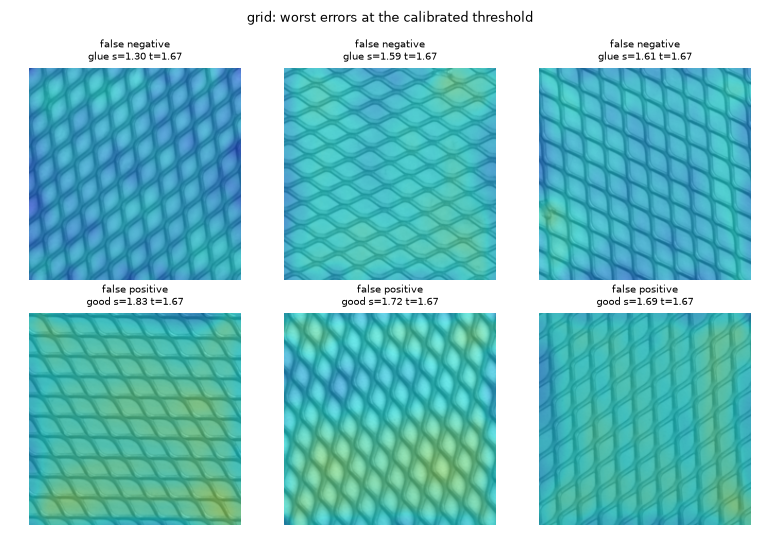 grid: worst errors at the calibrated threshold
false negative
glue s=1.30 t=1.67
false negative
glue s=1.59 t=1.67
false negative
glue s=1.61 t=1.67
false positive
good s=1.83 t=1.67
false positive
good s=1.72 t=1.67
false positive
good s=1.69 t=1.67